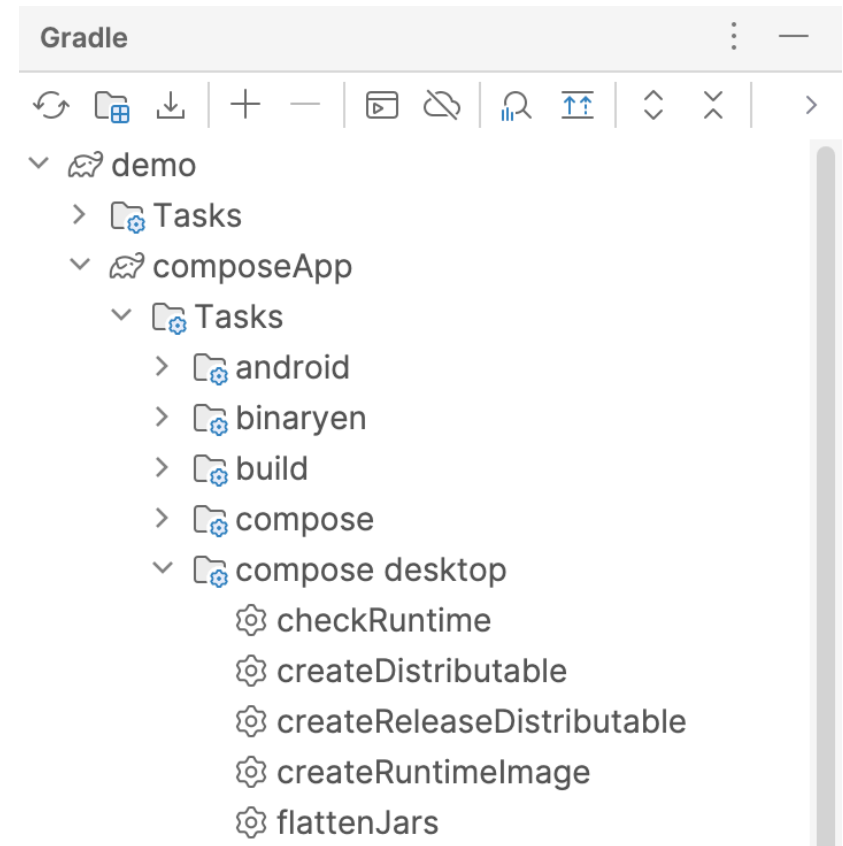 Gradle
demo
Tasks
composeApp
Tasks
android
binaryen
build
compose
compose desktop
checkRuntime
createDistributable
createReleaseDistributable
createRuntimeImage
flattenJars